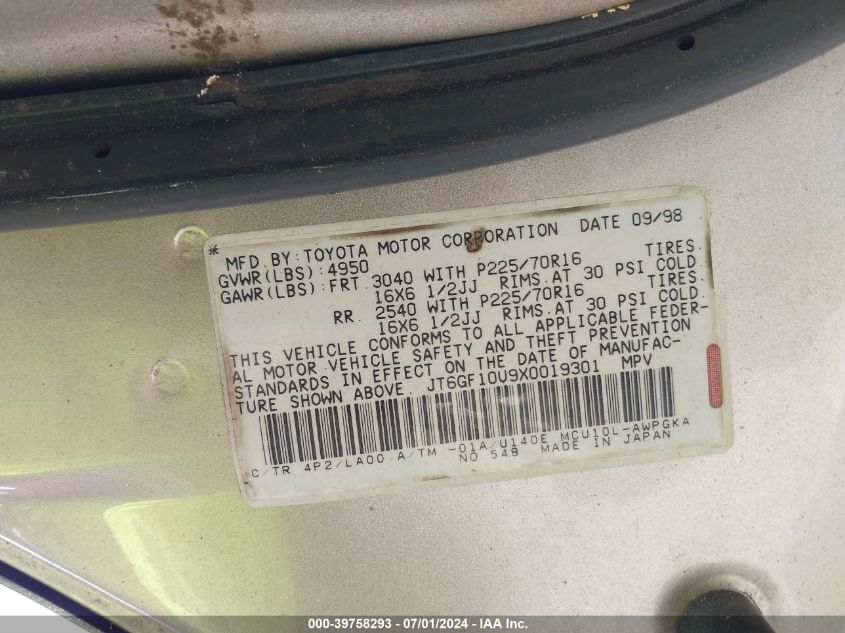 * MFD.BY:TOYOTA MOTOR CORPORATION DATE 09/98
GVWR(LBS):4950
GAWR(LBS):FRT 3040 WITH P225/70R16 TIRES.
16X6 1/2JJ RIMS.AT 30 PSI COLD
RR. 2540 WITH P225/70R16 TIRES.
16X6 1/2JJ RIMS.AT 30 PSI COLD.
THIS VEHICLE CONFORMS TO ALL APPLICABLE FEDER-
AL MOTOR VEHICLE SAFETY AND THEFT PREVENTION
STANDARDS IN EFFECT ON THE DATE OF MANUFAC-
TURE SHOWN ABOVE. JT6GF10U9X0019301 MPV
C/TR 4P2/LA00 A/TM -01A/U140E MCU10L-AWPGKA
NO 548 MADE IN JAPAN
000-39758293 - 07/01/2024 - IAA Inc.